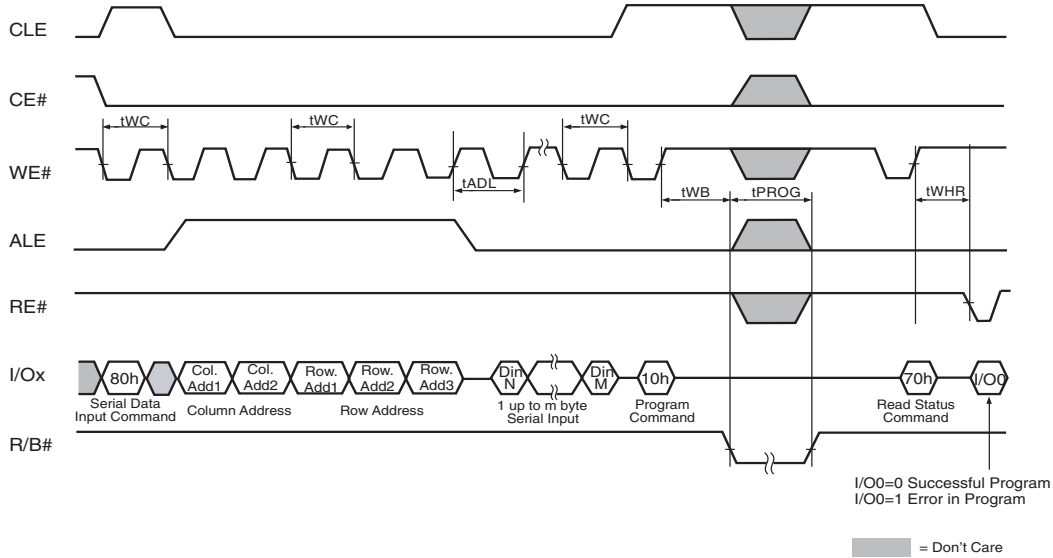 CLE
CE#
tWC
tWC
tWC
WE#
tADL
tWB
tPROG
tWHR
ALE
RE#
I/Ox
80h
Col. Add1
Col. Add2
Row. Add1
Row. Add2
Row. Add3
Din N
Din M
10h
70h
I/O0
Serial Data
Input Command
Column Address
Row Address
1 up to m byte
Serial Input
Program
Command
Read Status
Command
R/B#
I/O0=0 Successful Program
I/O0=1 Error in Program
= Don't Care